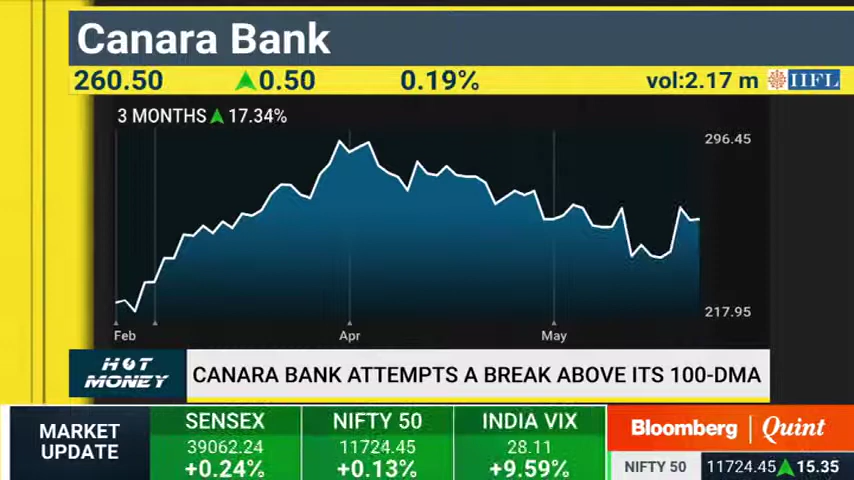 Canara Bank
260.50 ▲0.50 0.19% vol:2.17 m IIFL
3 MONTHS ▲ 17.34%
296.45
217.95
Feb Apr May
HOT
MONEY
CANARA BANK ATTEMPTS A BREAK ABOVE ITS 100-DMA
MARKET
UPDATE
SENSEX
39062.24
+0.24%
NIFTY 50
11724.45
+0.13%
INDIA VIX
28.11
+9.59%
Bloomberg | Quint
NIFTY 50 11724.45 ▲ 15.35